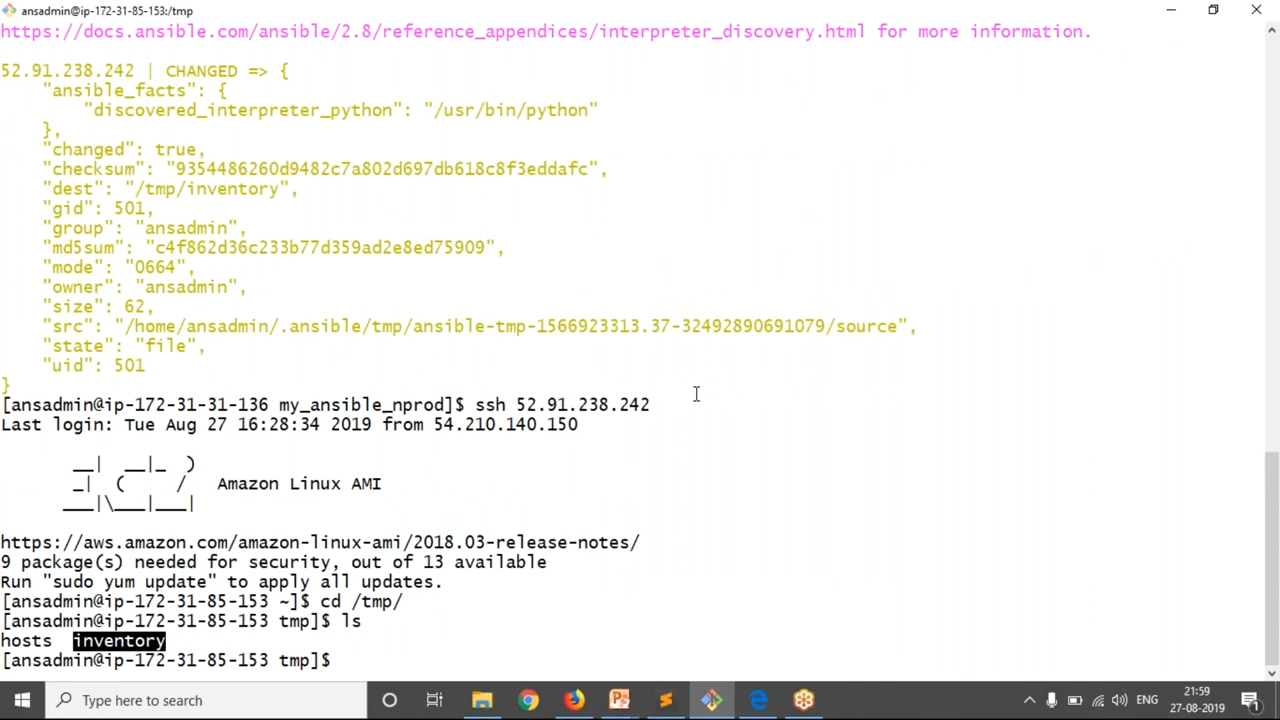 ansadmin@ip-172-31-85-153:/tmp
https://docs.ansible.com/ansible/2.8/reference_appendices/interpreter_discovery.html for more information.
52.91.238.242 | CHANGED => {
    "ansible_facts": {
        "discovered_interpreter_python": "/usr/bin/python"
    },
    "changed": true,
    "checksum": "9354486260d9482c7a802d697db618c8f3eddafc",
    "dest": "/tmp/inventory",
    "gid": 501,
    "group": "ansadmin",
    "md5sum": "c4f862d36c233b77d359ad2e8ed75909",
    "mode": "0664",
    "owner": "ansadmin",
    "size": 62,
    "src": "/home/ansadmin/.ansible/tmp/ansible-tmp-1566923313.37-32492890691079/source",
    "state": "file",
    "uid": 501
}
[ansadmin@ip-172-31-31-136 my_ansible_nprod]$ ssh 52.91.238.242
Last login: Tue Aug 27 16:28:34 2019 from 54.210.140.150
       __|  __|_  )
       _|  (     /   Amazon Linux AMI
      ___|\___|___|
https://aws.amazon.com/amazon-linux-ami/2018.03-release-notes/
9 package(s) needed for security, out of 13 available
Run "sudo yum update" to apply all updates.
[ansadmin@ip-172-31-85-153 ~]$ cd /tmp/
[ansadmin@ip-172-31-85-153 tmp]$ ls
hosts  inventory
[ansadmin@ip-172-31-85-153 tmp]$
Type here to search
ENG
21:59
27-08-2019
1